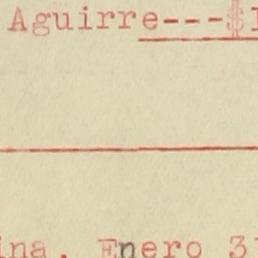 Aguirre---$
ina. Enero 3